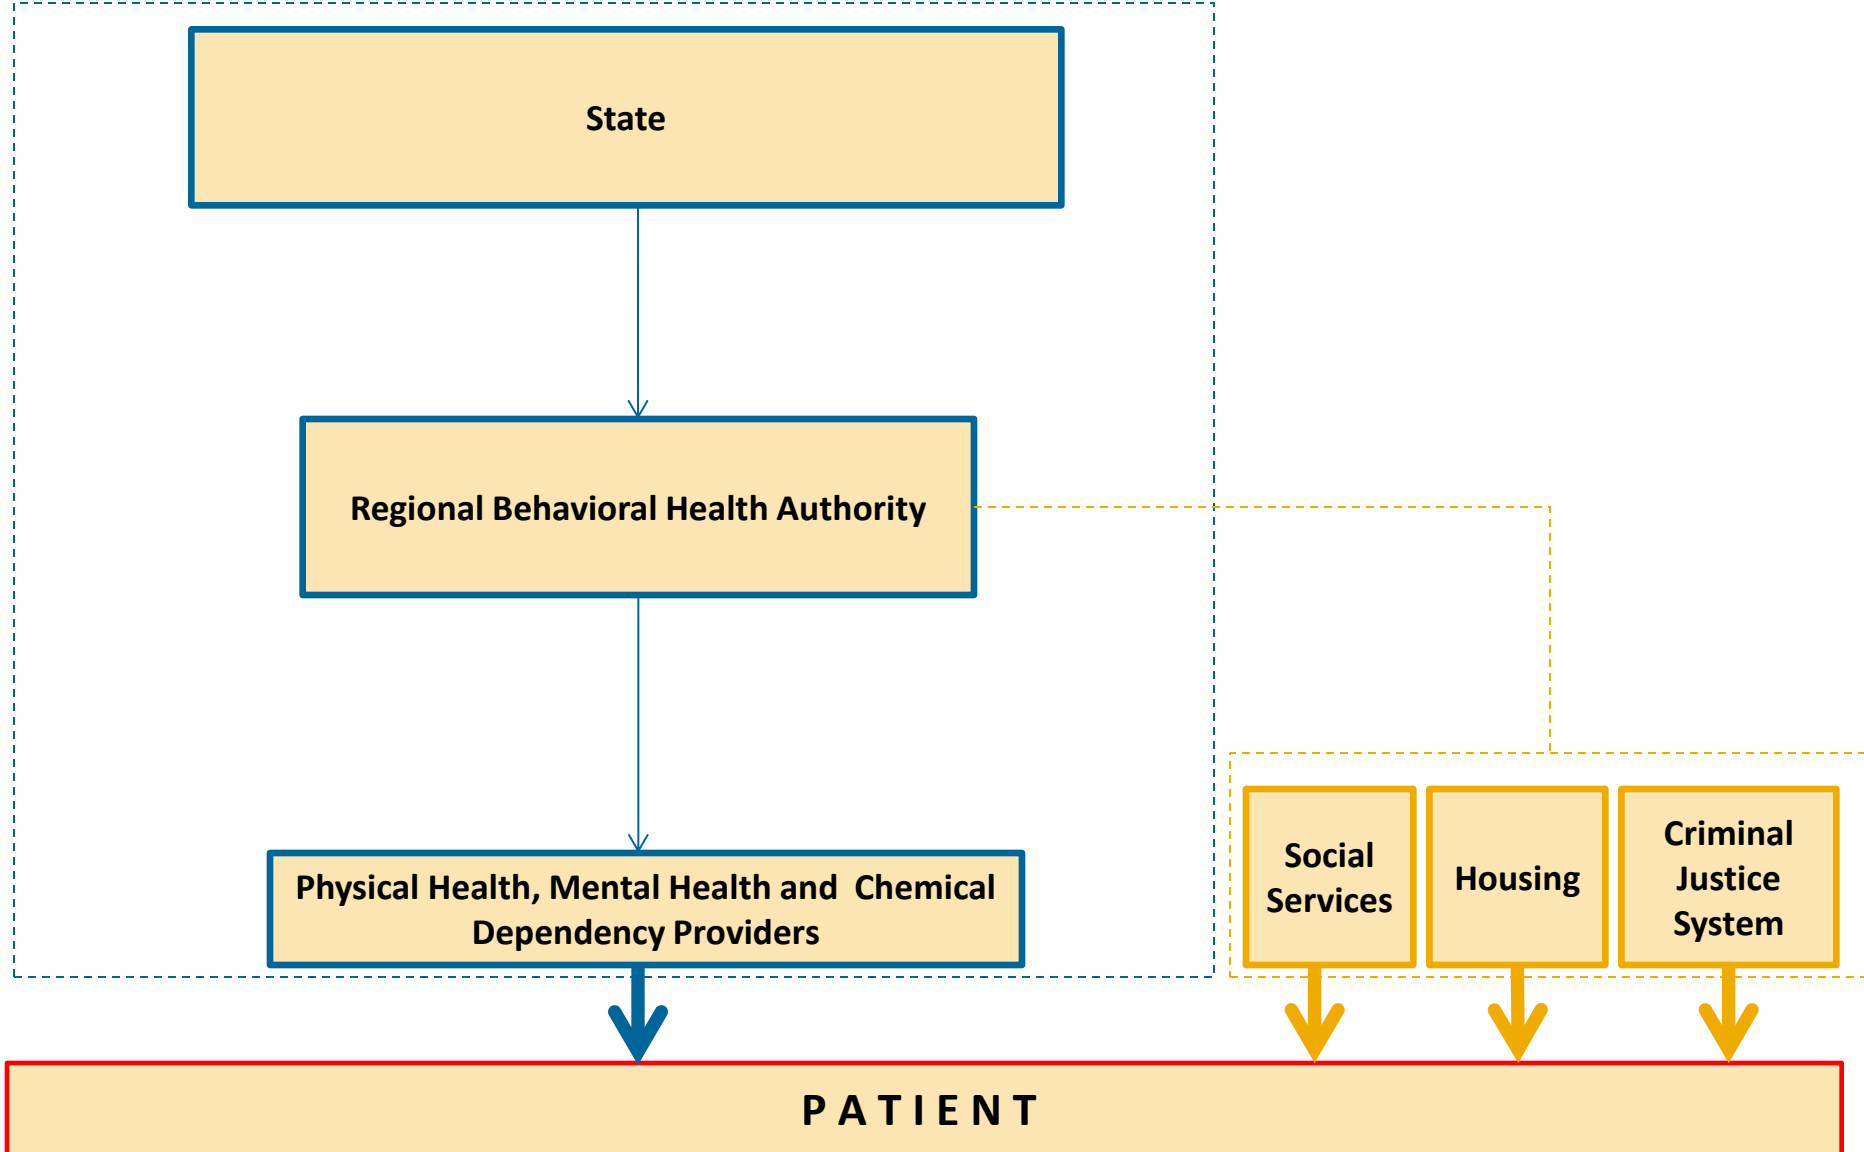 State
Regional Behavioral Health Authority
Physical Health, Mental Health and  Chemical
Dependency Providers
Social
Services
Housing
Criminal
Justice
System
P A T I E N T